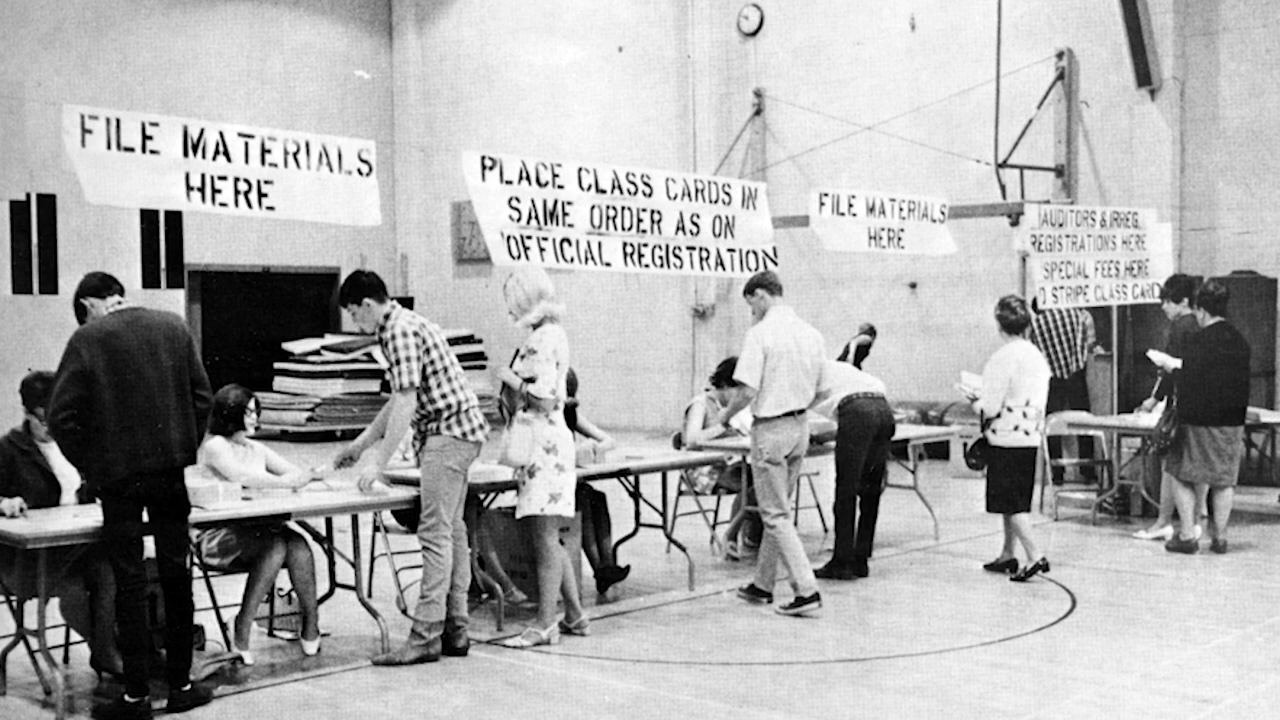 FILE MATERIALS
HERE
PLACE CLASS CARDS IN
SAME ORDER AS ON
OFFICIAL REGISTRATION
FILE MATERIALS
HERE
AUDITORS & IRREG.
REGISTRATIONS HERE
SPECIAL FEES HERE
STRIPE CLASS CARD